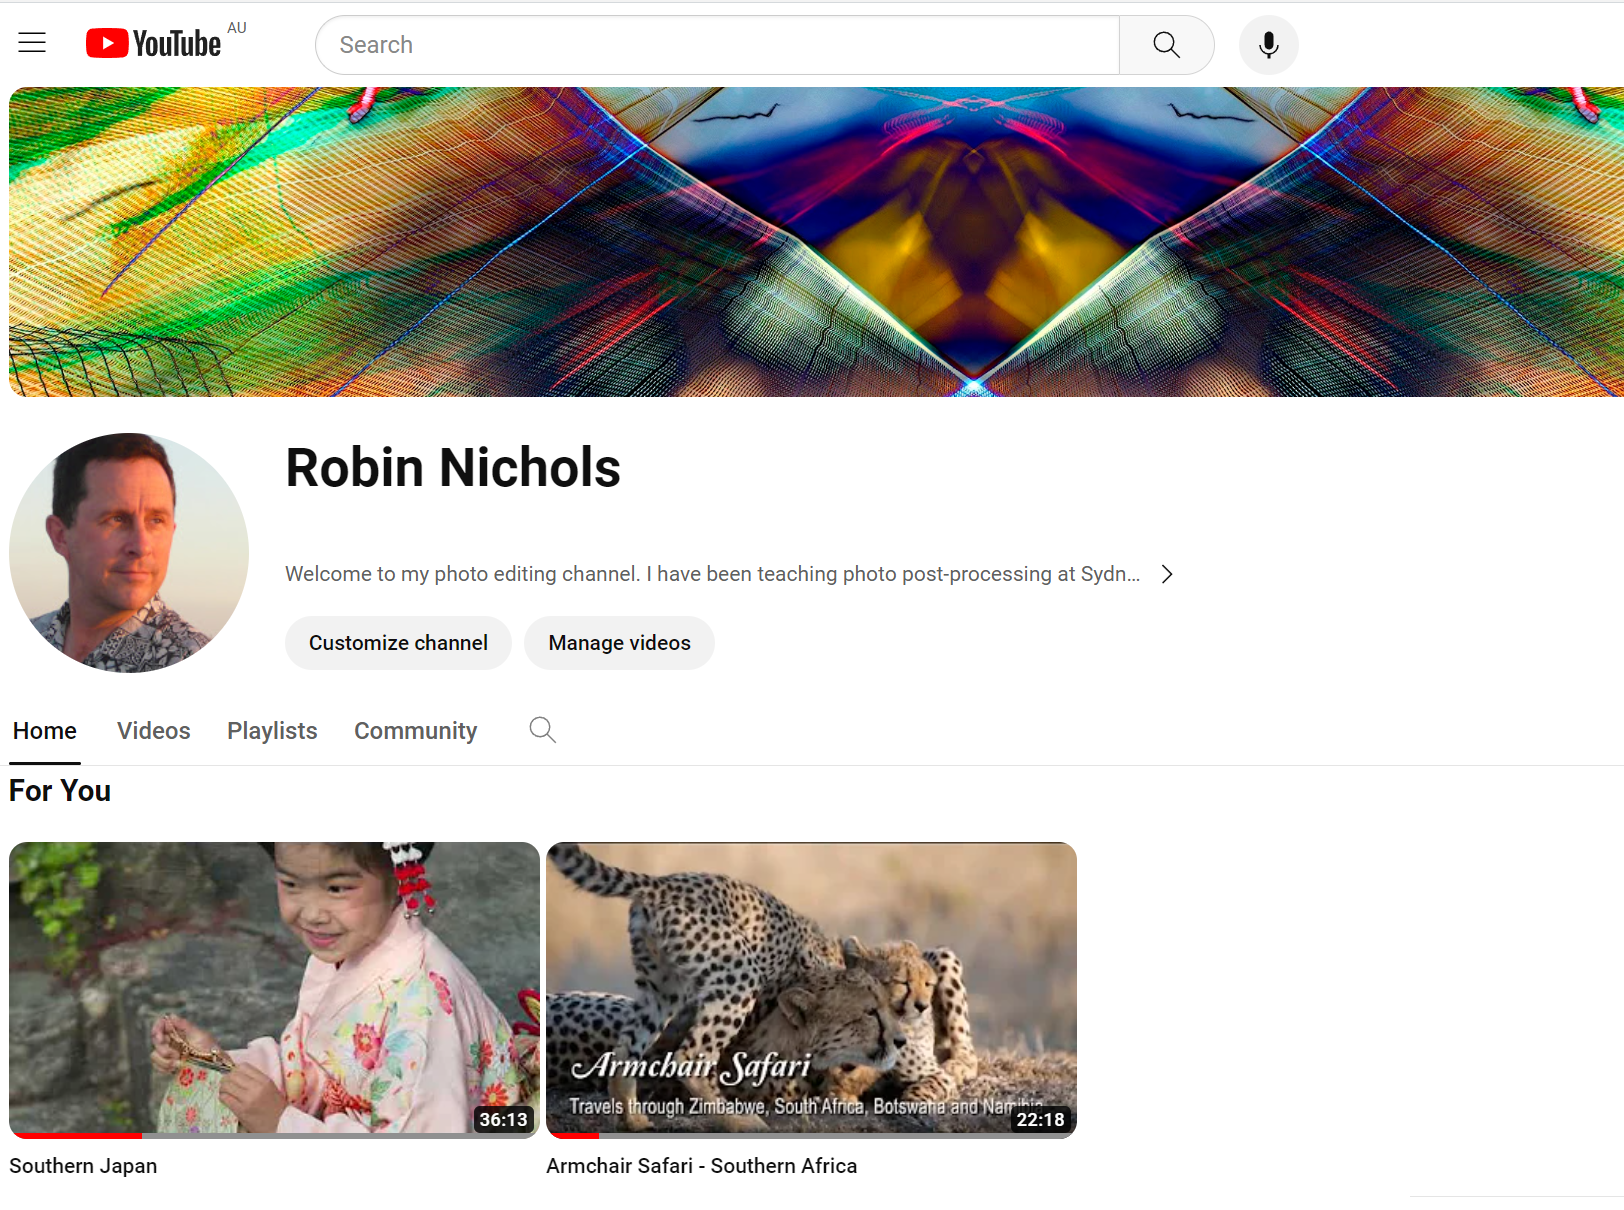 YouTube AU
Search
Robin Nichols
Welcome to my photo editing channel. I have been teaching photo post-processing at Sydn...
Customize channel
Manage videos
Home
Videos
Playlists
Community
For You
Armchair Safari
Travels through Zimbabwe, South Africa, Botswana and Namibia
36:13
22:18
Southern Japan
Armchair Safari - Southern Africa